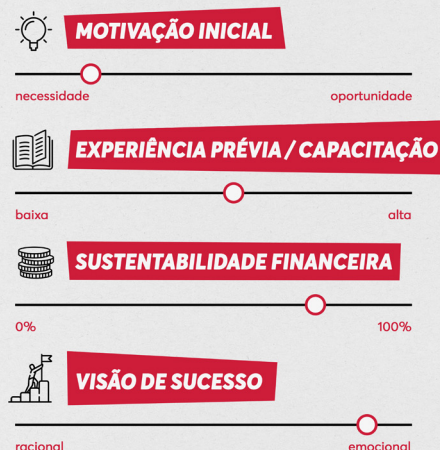 MOTIVAÇÃO INICIAL
necessidade oportunidade
EXPERIÊNCIA PRÉVIA / CAPACITAÇÃO
baixa alta
SUSTENTABILIDADE FINANCEIRA
0% 100%
VISÃO DE SUCESSO
racional emocional